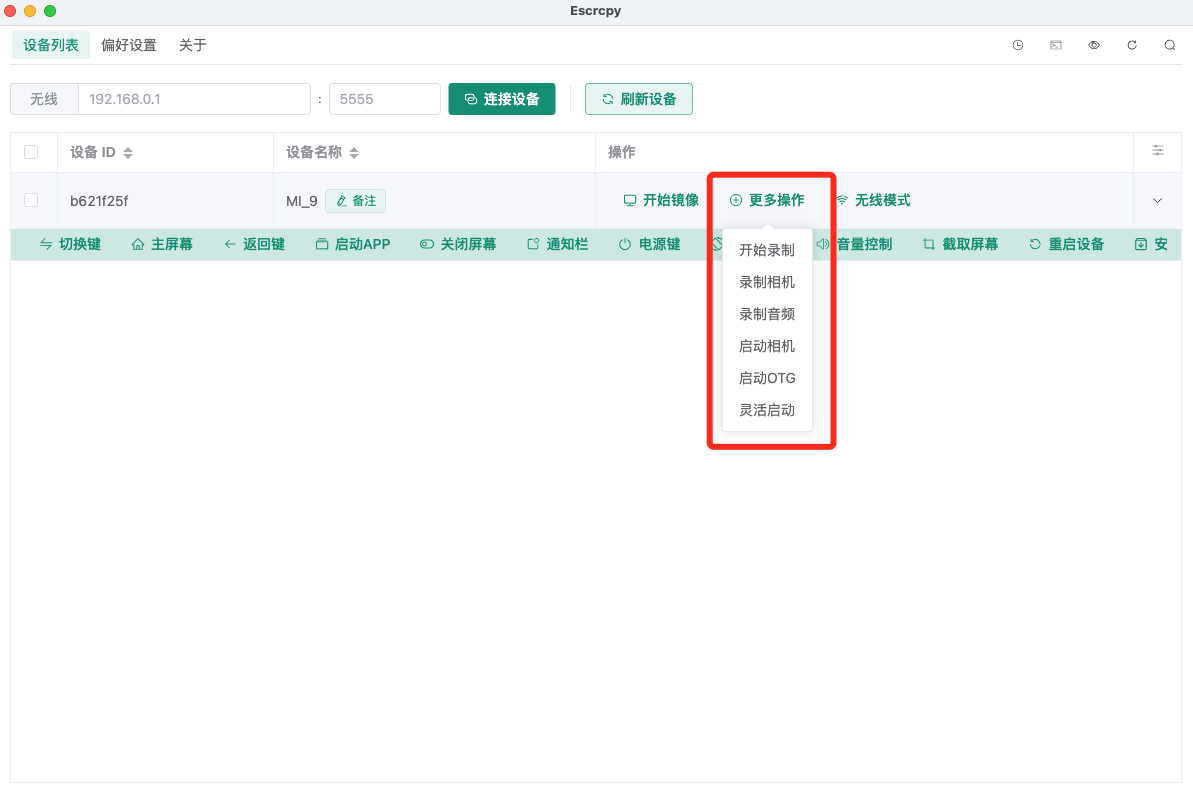 Escrcpy
设备列表 偏好设置 关于
无线 192.168.0.1 : 5555 连接设备 刷新设备
设备 ID 设备名称 操作
b621f25f MI_9 备注 开始镜像 更多操作 无线模式
切换键 主屏幕 返回键 启动APP 关闭屏幕 通知栏 电源键 音量控制 截取屏幕 重启设备 安
开始录制
录制相机
录制音频
启动相机
启动OTG
灵活启动